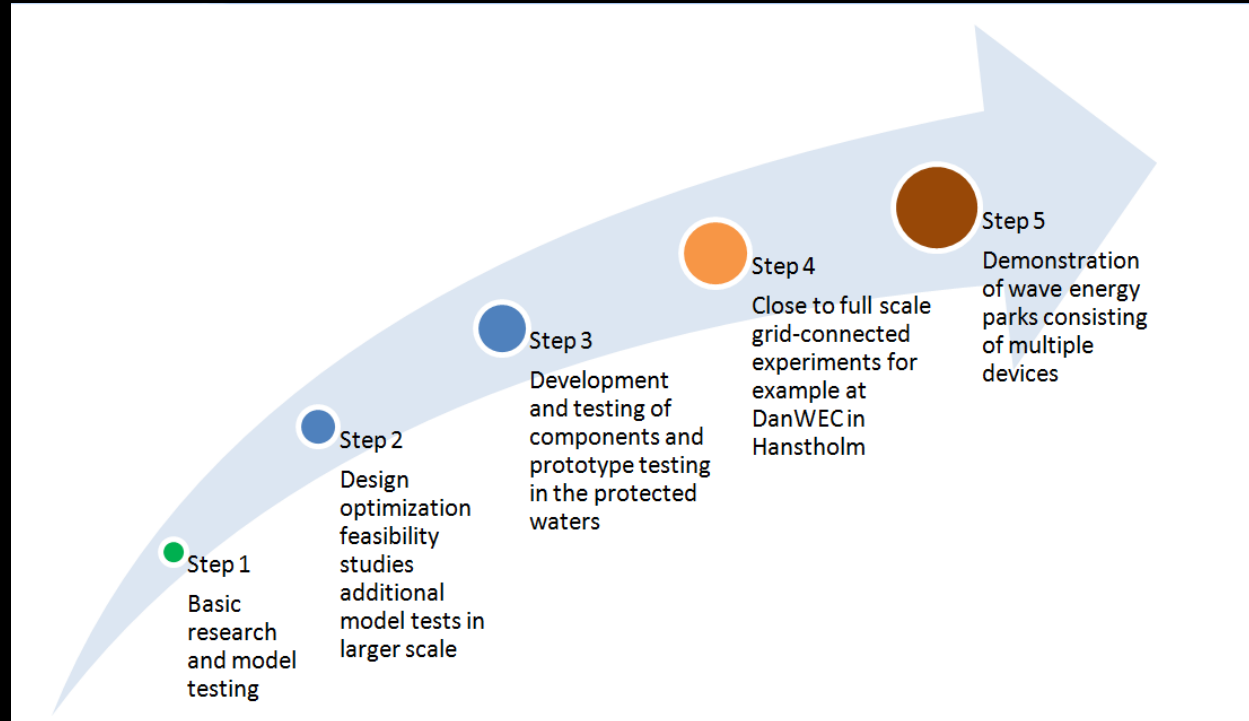 Step 1
Basic
research
and model
testing
Step 2
Design
optimization
feasibility
studies
additional
model tests in
larger scale
Step 3
Development
and testing of
components and
prototype testing
in the protected
waters
Step 4
Close to full scale
grid-connected
experiments for
example at
DanWEC in
Hanstholm
Step 5
Demonstration
of wave energy
parks consisting
of multiple
devices